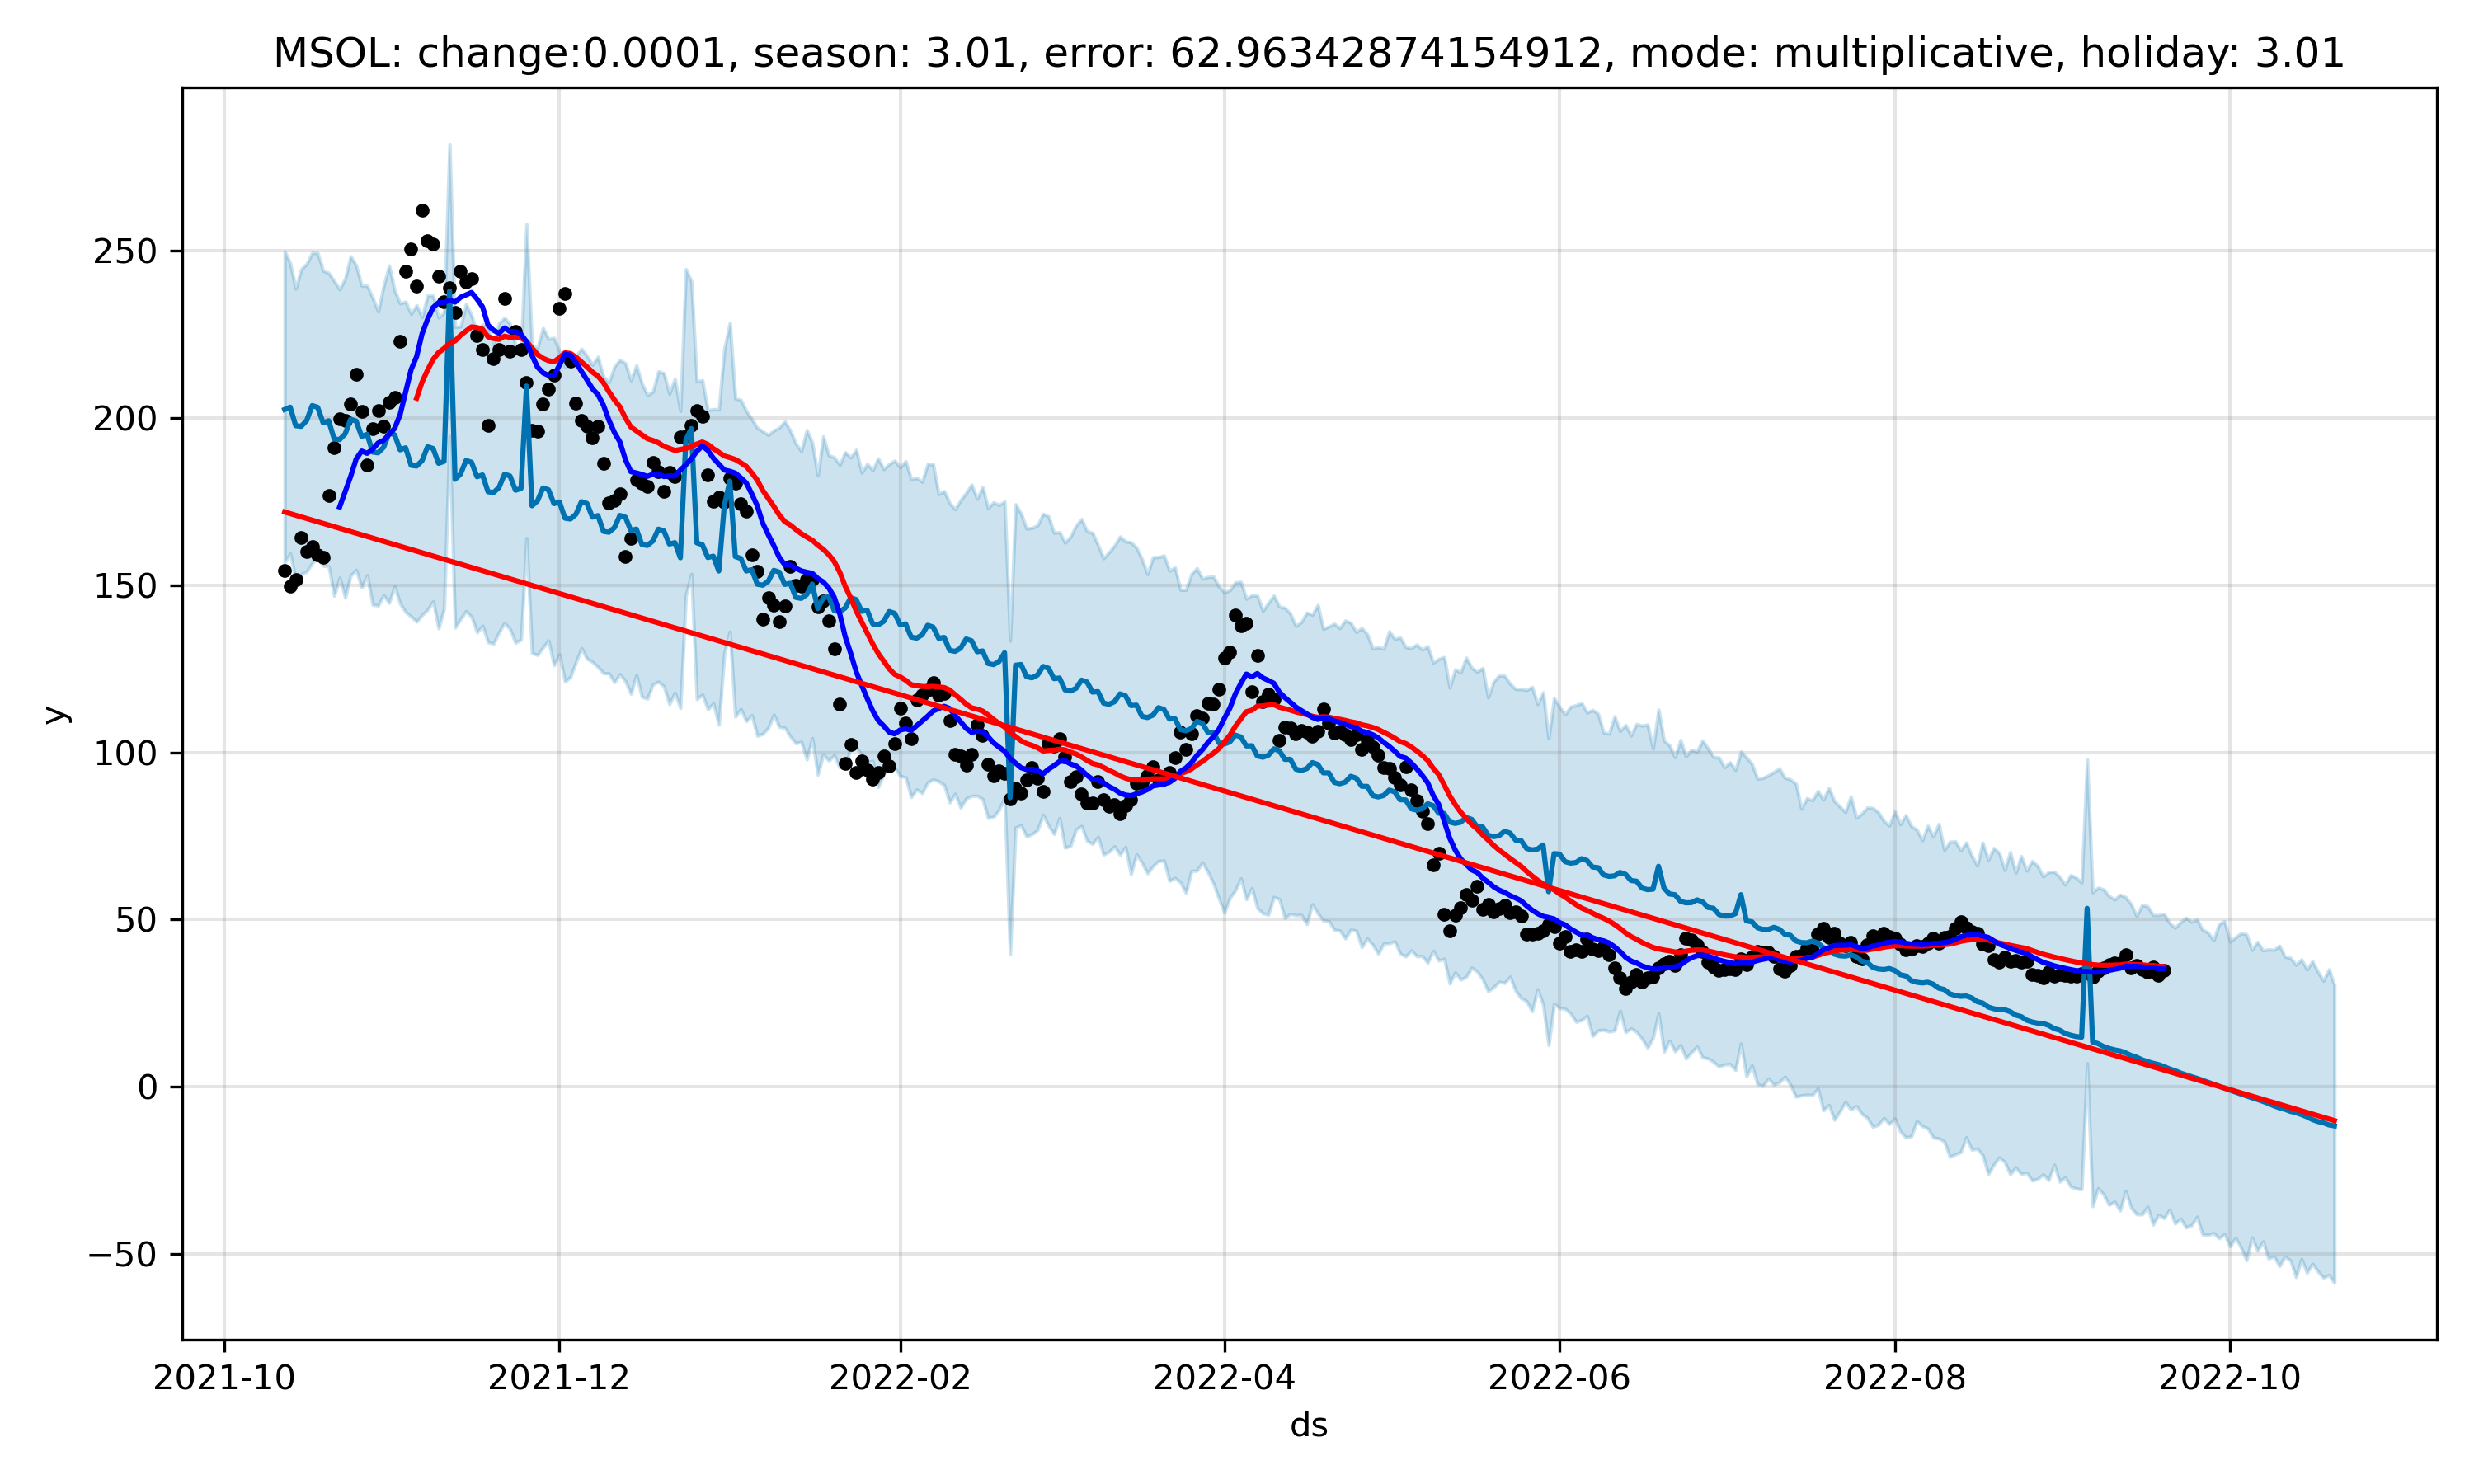 MSOL: change:0.0001, season: 3.01, error: 62.96342874154912, mode: multiplicative, holiday: 3.01
y
250
200
150
100
50
0
−50
2021-10 2021-12 2022-02 2022-04 2022-06 2022-08 2022-10
ds